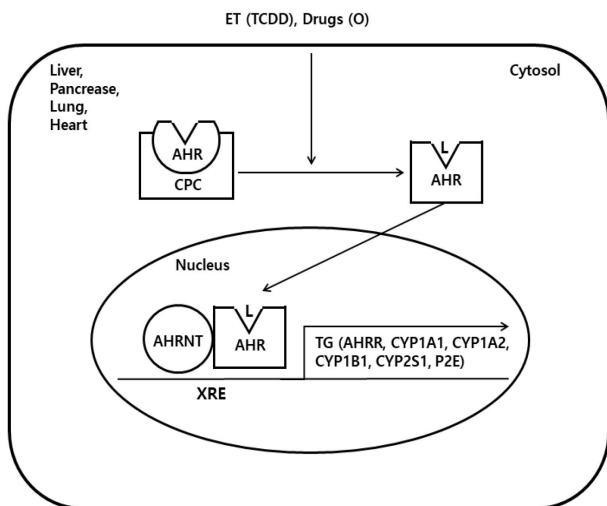 ET (TCDD), Drugs (O)
Liver,
Pancrease,
Lung,
Heart
Cytosol
AHR
CPC
L
AHR
Nucleus
AHRNT
L
AHR
TG (AHRR, CYP1A1, CYP1A2,
CYP1B1, CYP2S1, P2E)
XRE